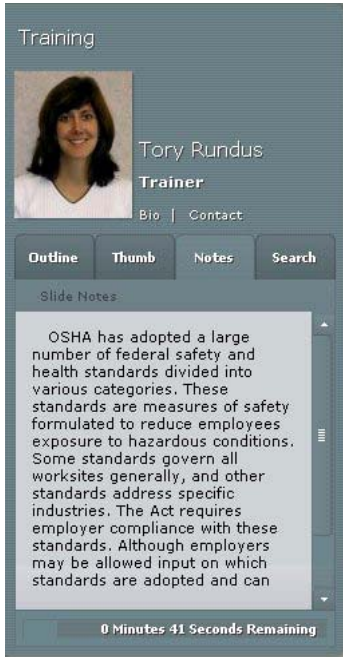 Training
Tory Rundus
Trainer
Bio | Contact
Outline Thumb Notes Search
Slide Notes
OSHA has adopted a large
number of federal safety and
health standards divided into
various categories. These
standards are measures of safety
formulated to reduce employees
exposure to hazardous conditions.
Some standards govern all
worksites generally, and other
standards address specific
industries. The Act requires
employer compliance with these
standards. Although employers
may be allowed input on which
standards are adopted and can
0 Minutes 41 Seconds Remaining